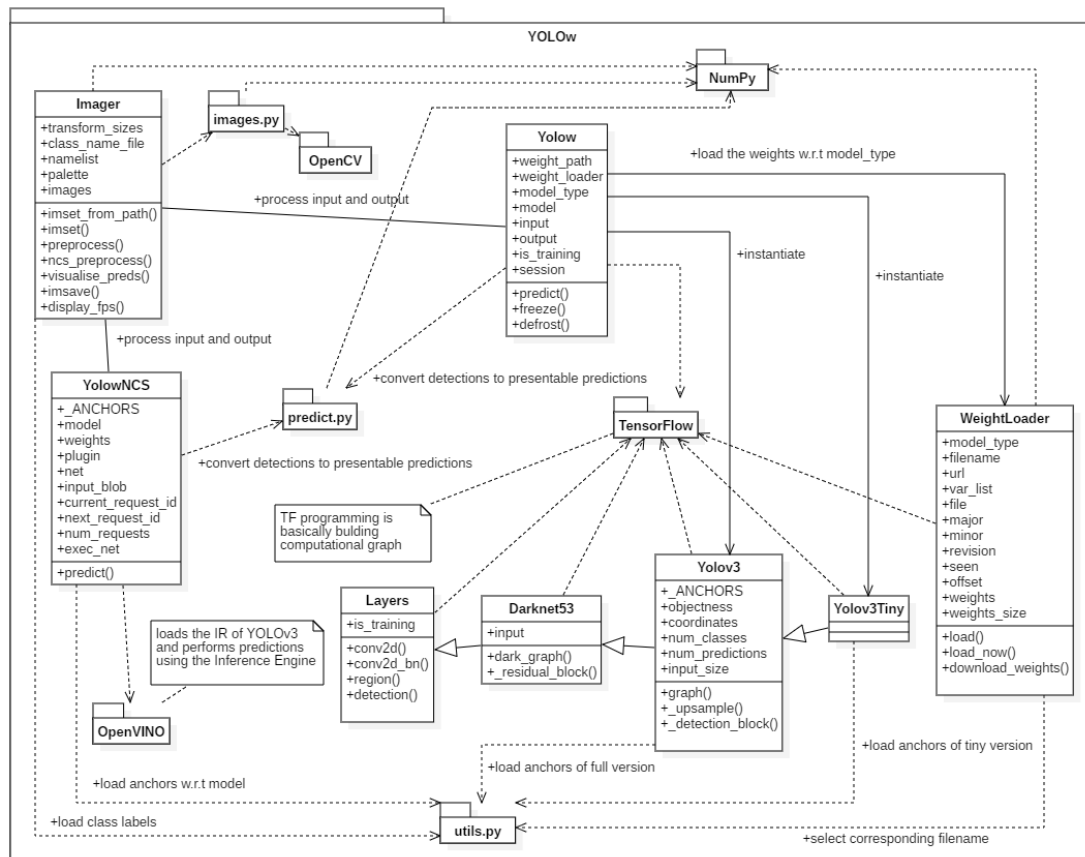 YOLOw
NumPy
Imager
+transform_sizes
+class_name_file
+namelist
+palette
+images
+imset_from_path()
+imset()
+preprocess()
+ncs_preprocess()
+visualise_preds()
+imsave()
+display_fps()
images.py
OpenCV
Yolow
+weight_path
+weight_loader
+model_type
+model
+input
+output
+is_training
+session
+predict()
+freeze()
+defrost()
+load the weights w.r.t model_type
+process input and output
+instantiate
+instantiate
+process input and output
YolowNCS
+_ANCHORS
+model
+weights
+plugin
+net
+input_blob
+current_request_id
+next_request_id
+num_requests
+exec_net
+predict()
+convert detections to presentable predictions
predict.py
+convert detections to presentable predictions
TensorFlow
WeightLoader
+model_type
+filename
+url
+var_list
+file
+major
+minor
+revision
+seen
+offset
+weights
+weights_size
+load()
+load_now()
+download_weights()
TF programming is
basically bulding
computational graph
Layers
+is_training
+conv2d()
+conv2d_bn()
+region()
+detection()
Darknet53
+input
+dark_graph()
+_residual_block()
Yolov3
+_ANCHORS
+objectness
+coordinates
+num_classes
+num_predictions
+input_size
+graph()
+_upsample()
+_detection_block()
Yolov3Tiny
loads the IR of YOLOv3
and performs predictions
using the Inference Engine
OpenVINO
+load anchors of tiny version
+load anchors of full version
+load anchors w.r.t model
+load class labels
utils.py
+select corresponding filename